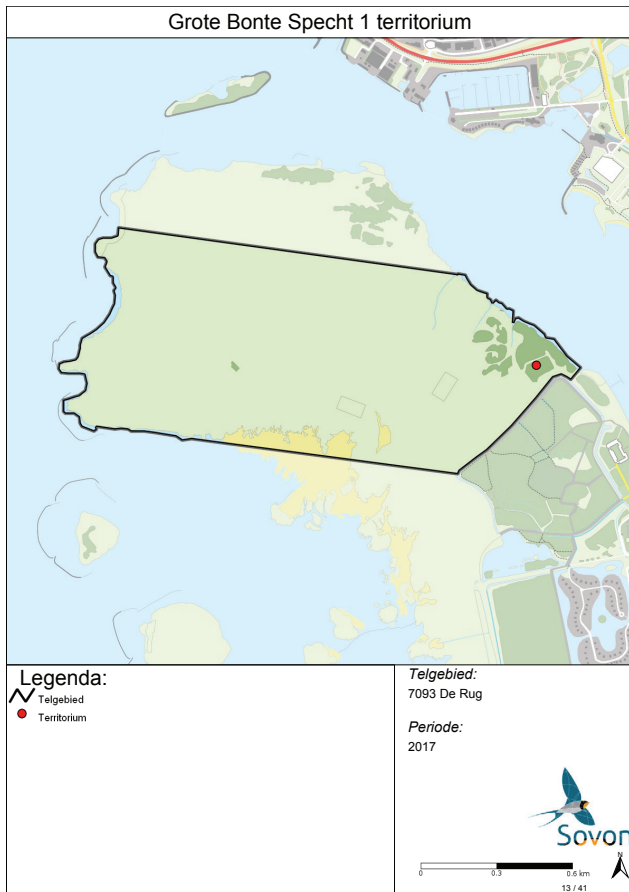 Grote Bonte Specht 1 territorium
Legenda:
Telgebied
Territorium
Telgebied:
7093 De Rug
Periode:
2017
Sovon
N
0 0.3 0.6 km
13 / 41